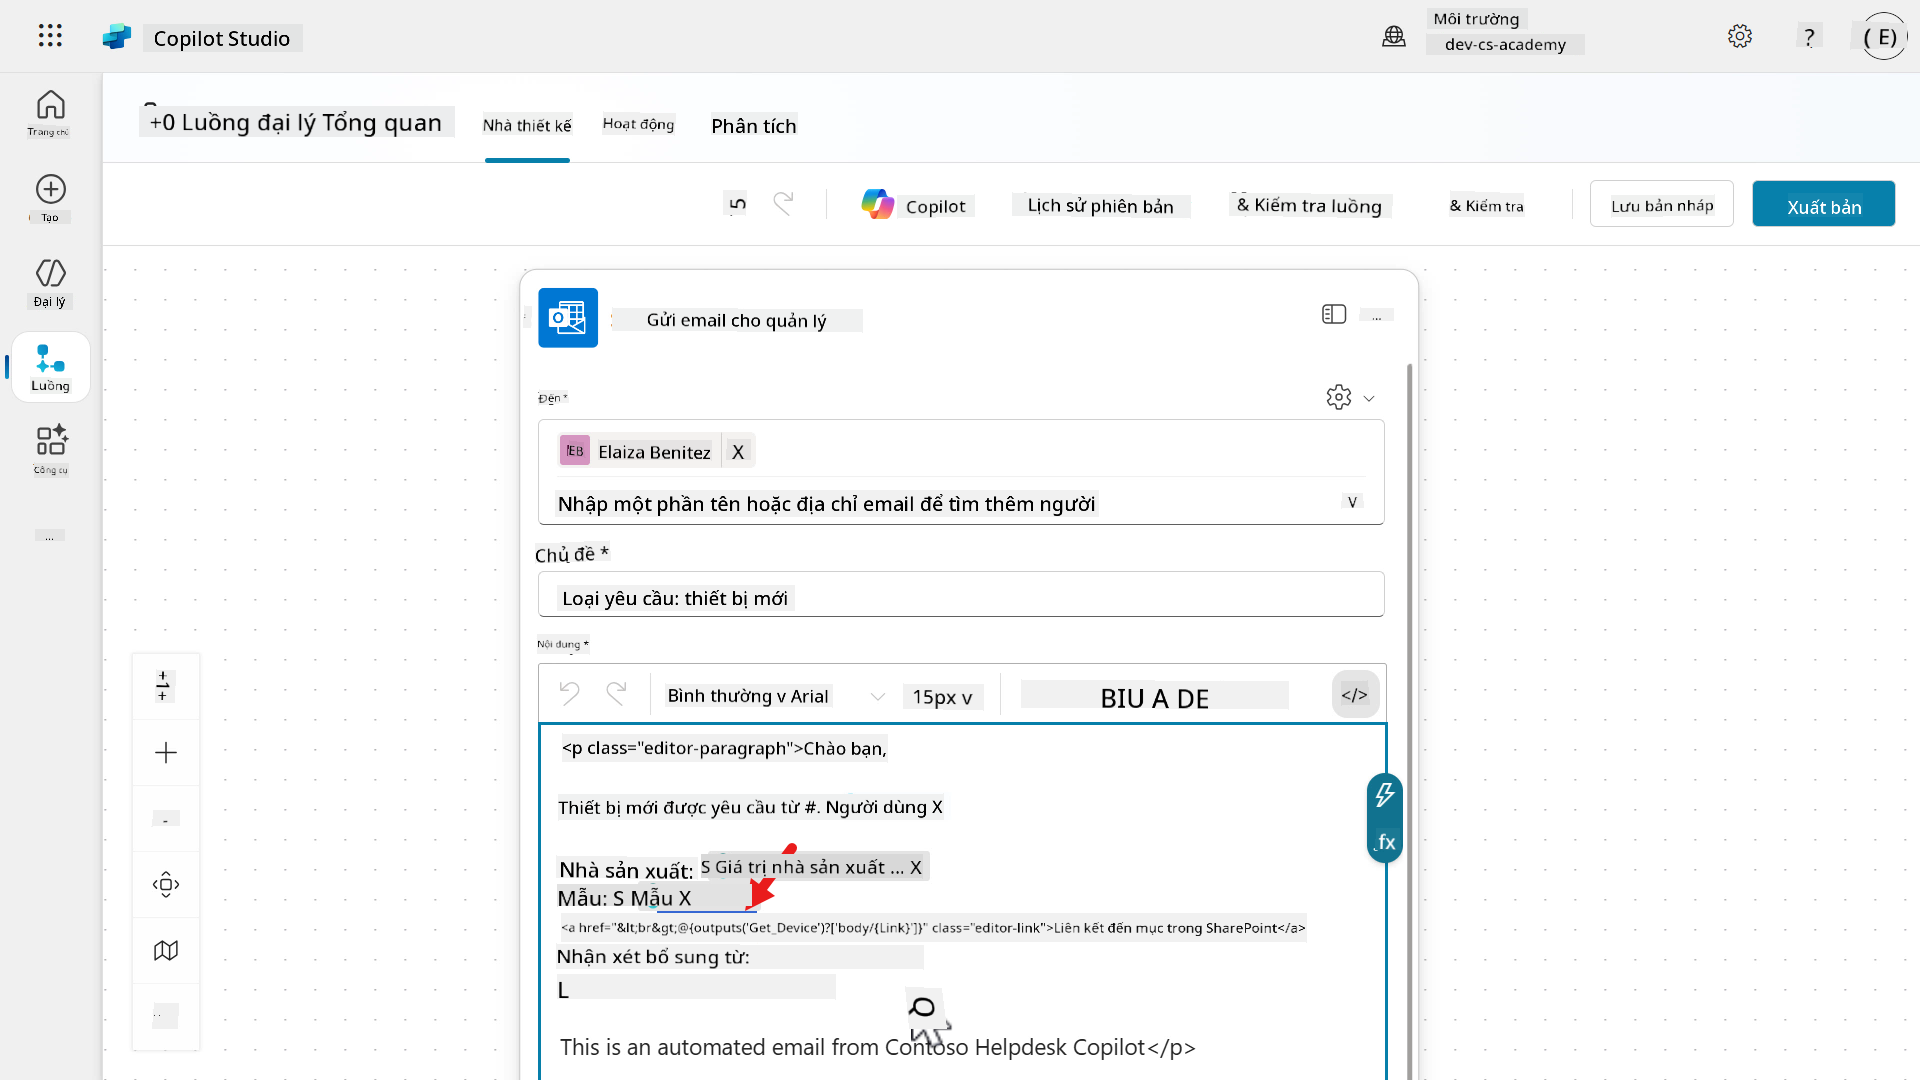 Copilot Studio
Môi trường
dev-cs-academy
?
( E)
Trang chủ
Tạo
Đại lý
Luồng
Công cụ
...
+0 Luồng đại lý Tổng quan
Nhà thiết kế
Hoạt động
Phân tích
Copilot
Lịch sử phiên bản
& Kiểm tra luồng
& Kiểm tra
Lưu bản nháp
Xuất bản
Gửi email cho quản lý
...
Đến *
EB Elaiza Benitez X
Nhập một phần tên hoặc địa chỉ email để tìm thêm người V
Chủ đề *
Loại yêu cầu: thiết bị mới
Nội dung *
Bình thường v Arial
15px v
BIU A DE
</>
<p class="editor-paragraph">Chào bạn,
Thiết bị mới được yêu cầu từ #. Người dùng X
fx
Nhà sản xuất: S Giá trị nhà sản xuất ... X
Mẫu: S Mẫu X
<a href="&lt;br&gt;@{outputs('Get_Device')?['body/{Link}']}" class="editor-link">Liên kết đến mục trong SharePoint</a>
Nhận xét bổ sung từ:
L
This is an automated email from Contoso Helpdesk Copilot</p>